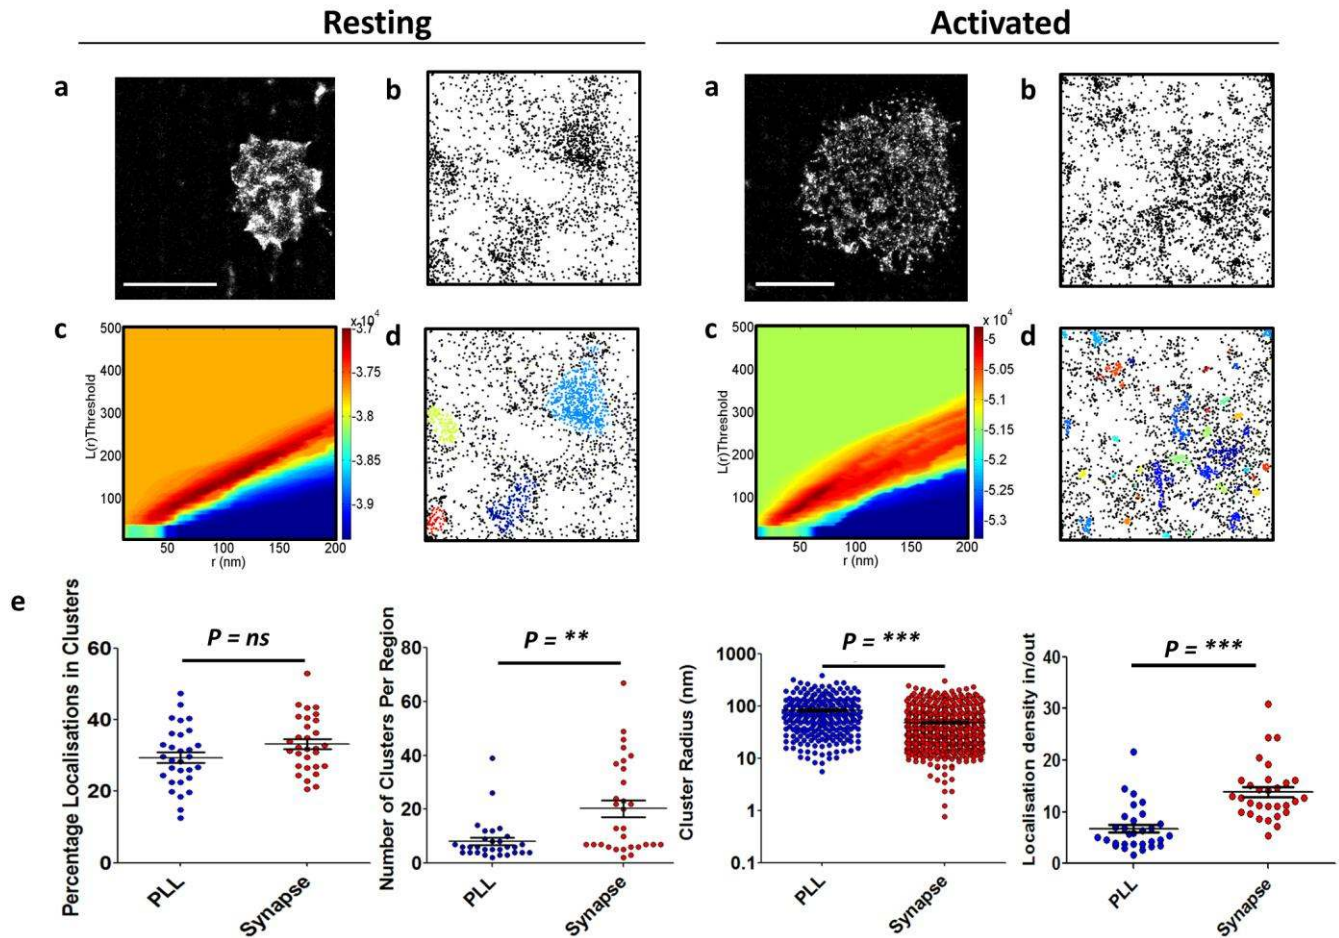 Resting
Activated
a
b
a
b
c
500
400
300
200
100
L(r)Threshold
50
100
150
200
r (nm)
x 10⁴
-3.7
-3.75
-3.8
-3.85
-3.9
d
c
500
400
300
200
100
L(r)Threshold
50
100
150
200
r (nm)
x 10⁴
-5
-5.05
-5.1
-5.15
-5.2
-5.25
-5.3
d
e
Percentage Localisations in Clusters
60
40
20
0
P = ns
PLL
Synapse
Number of Clusters Per Region
80
60
40
20
0
P = **
PLL
Synapse
Cluster Radius (nm)
1000
100
10
1
0.1
P = ***
PLL
Synapse
Localisation density in/out
40
30
20
10
0
P = ***
PLL
Synapse